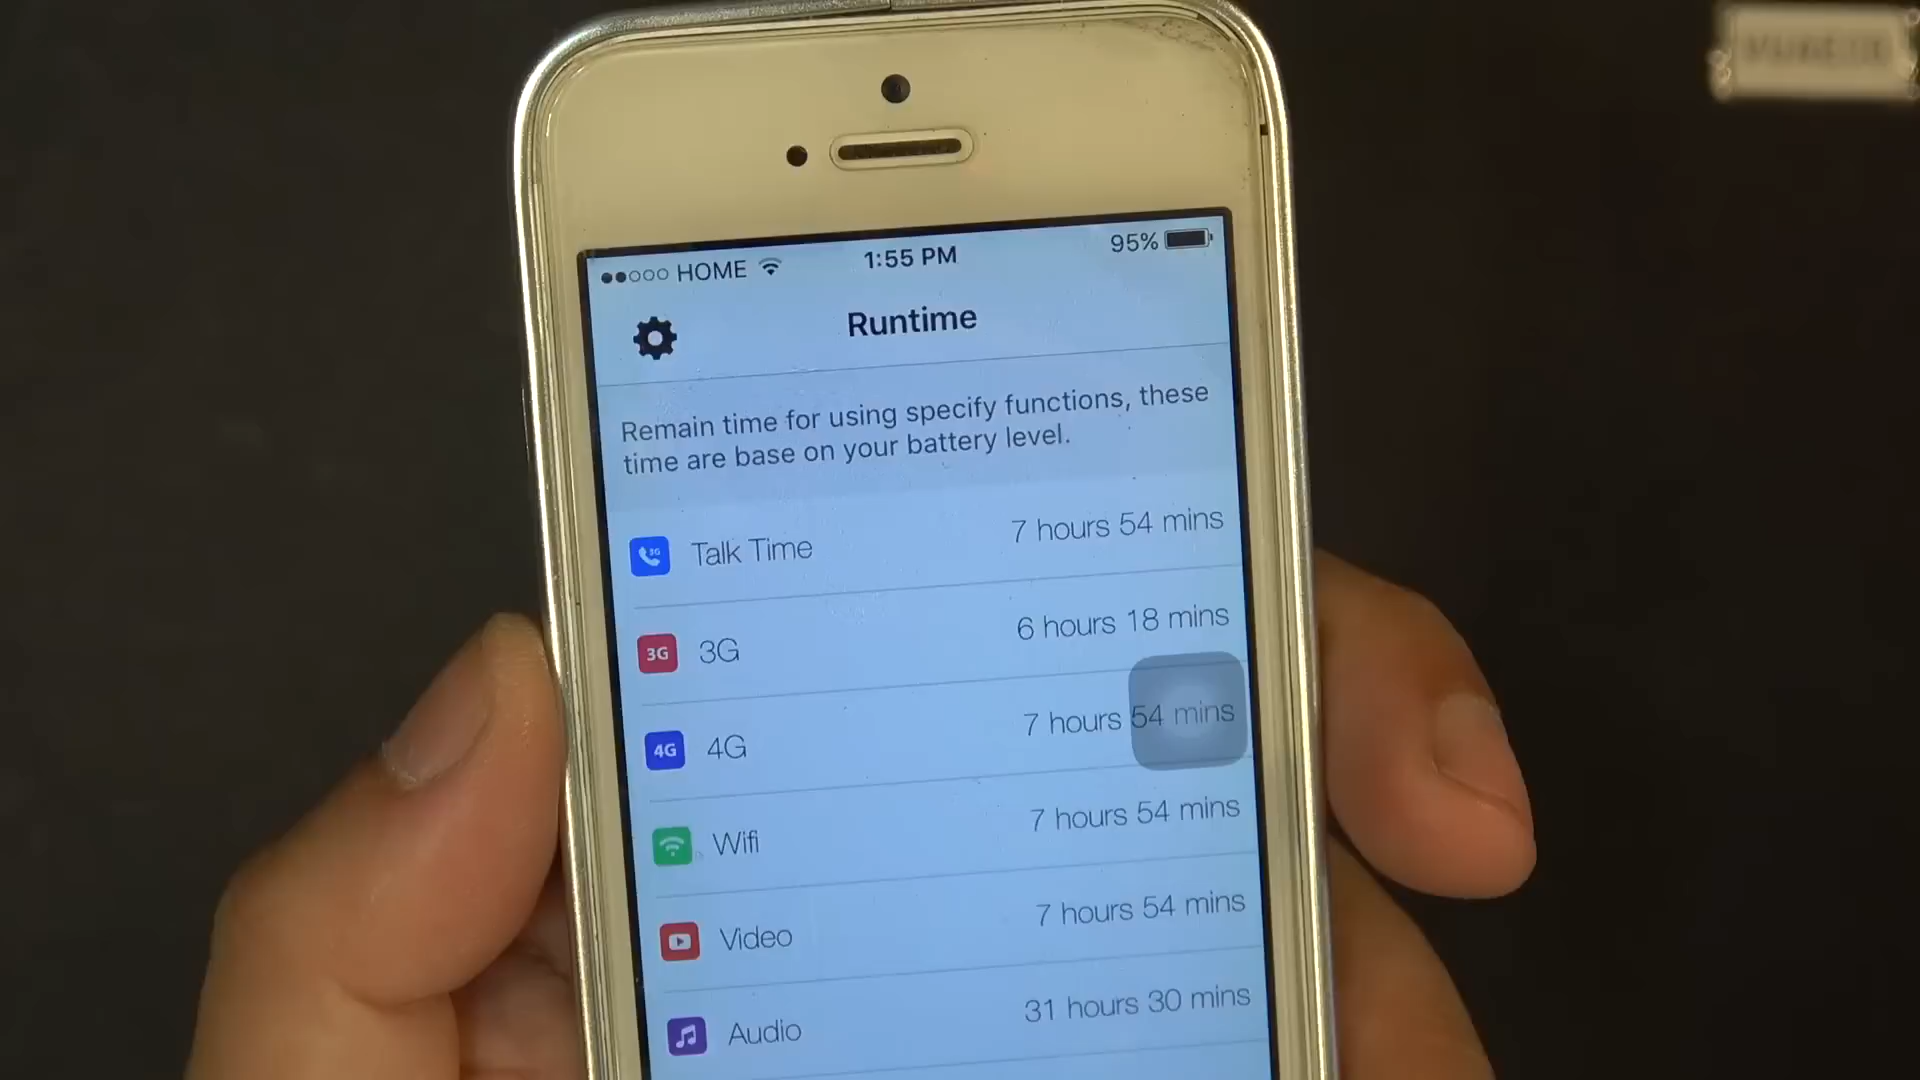 HOME 1:55 PM 95%
Runtime
Remain time for using specify functions, these
time are base on your battery level.
3G Talk Time 7 hours 54 mins
3G 3G 6 hours 18 mins
4G 4G 7 hours 54 mins
Wifi 7 hours 54 mins
Video 7 hours 54 mins
Audio 31 hours 30 mins